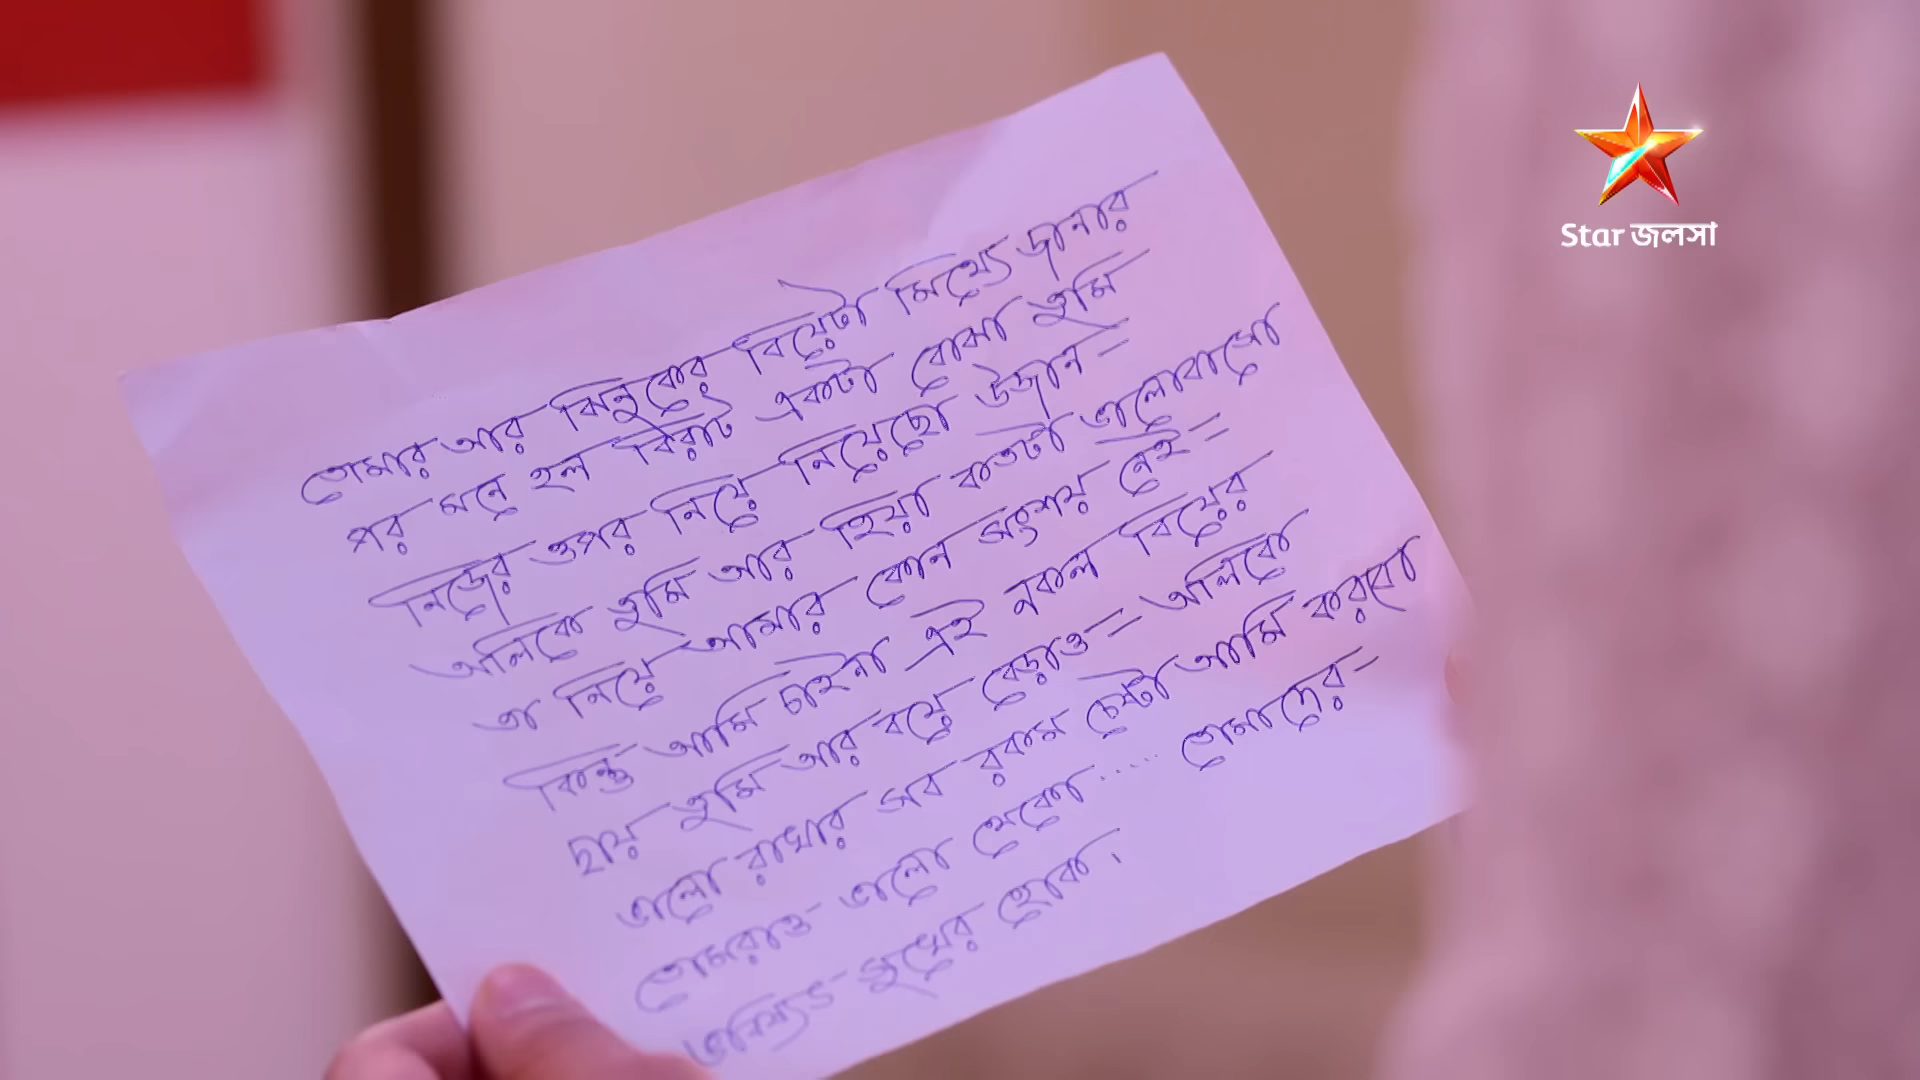 তোমার আর ঝিনুকের বিয়েটা মিথ্যে জানার
পর মনে হল বিরাট একটা বোঝা তুমি
নিজের ওপর নিয়ে নিয়েছো উজান =
অলিকে তুমি আর হিয়া কতটা ভালোবাসো
তা নিয়ে আমার কোন সংশয় নেই =
কিন্তু আমি চাইনা এই নকল বিয়ের
দায় তুমি আর বয়ে বেড়াও = অলিকে
ভালো রাখার সব রকম চেষ্টা আমি করবো
তোমরাও ভালো থেকো ..... তোমাদের =
ভবিষ্যৎ সুখের হোক।
Star জলসা